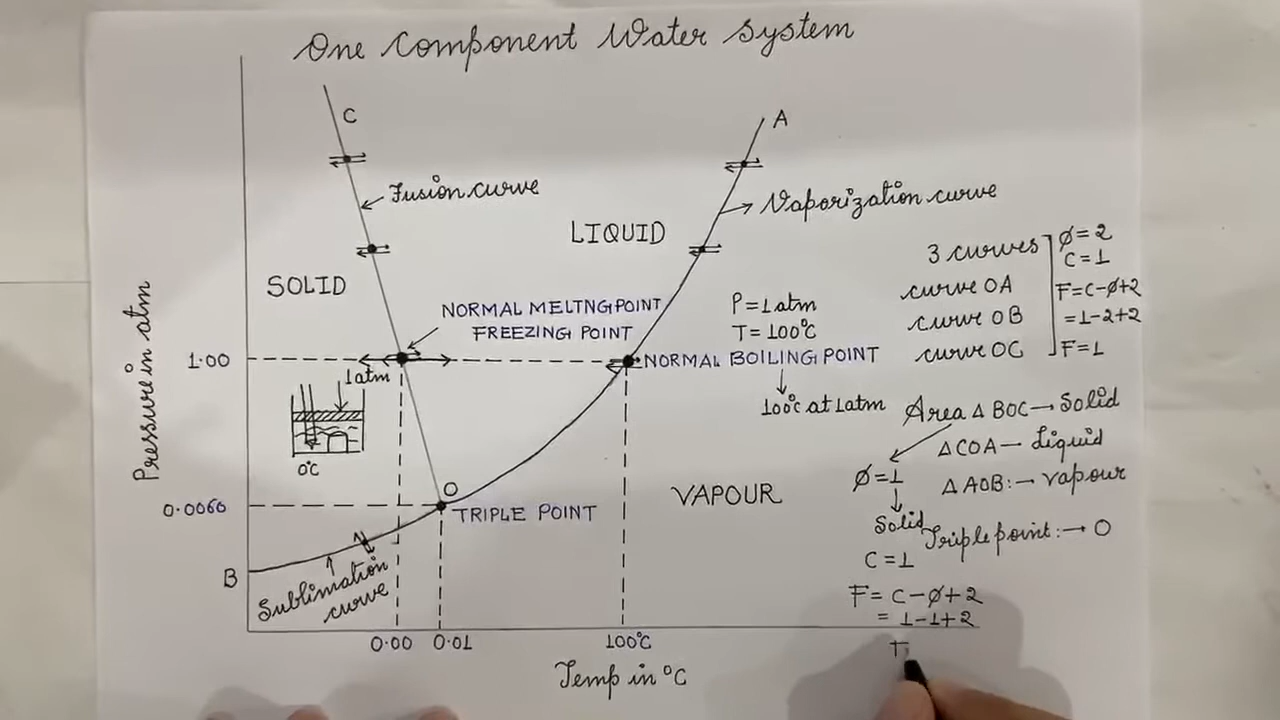 One Component Water System
C
A
Fusion curve
Vaporization curve
LIQUID
SOLID
3 curves
curve OA
curve OB
curve OC
Ø=2
C=1
F=C-Ø+2
=1-2+2
F=1
NORMAL MELTNG POINT
FREEZING POINT
P=1atm
T=100°C
Pressure in atm
1.00
NORMAL BOILING POINT
100°C at 1atm
1atm
0°C
Area Δ BOC → Solid
Δ COA — Liquid
Δ AOB:→ vapour
Ø=1
Solid
Triple point:→ O
C=1
F= C-Ø+2
= 1-1+2
O
0.0060
TRIPLE POINT
VAPOUR
B
Sublimation
curve
0.00
0.01
100°C
Temp in °C